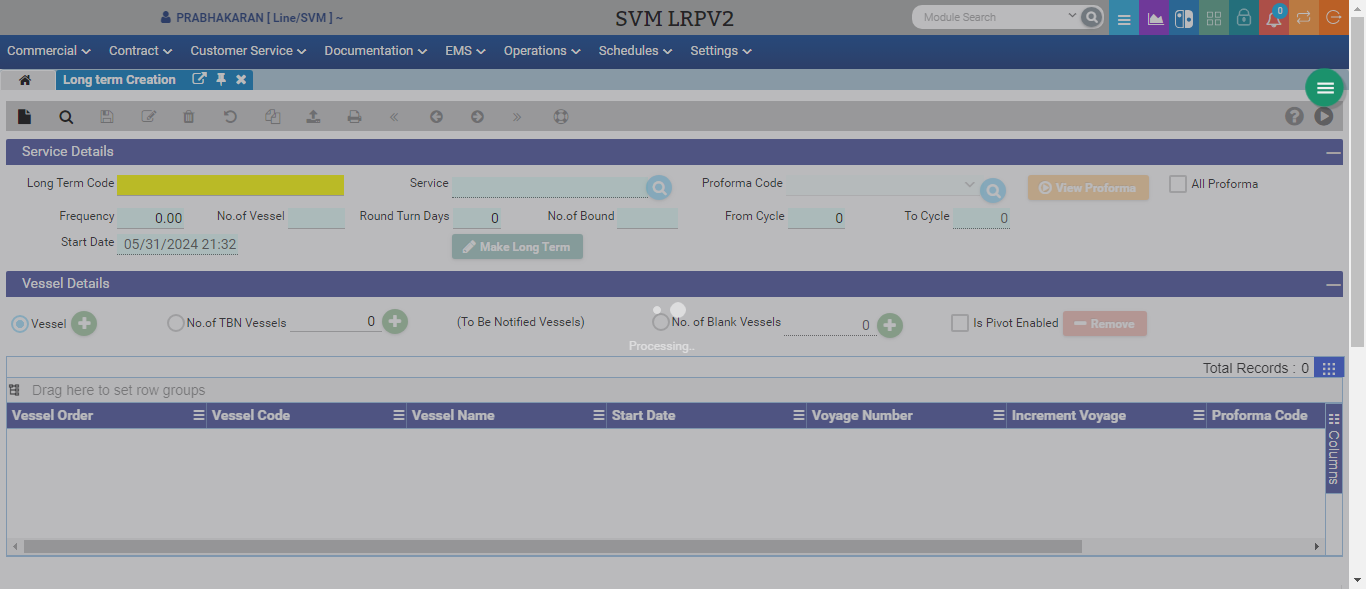 PRABHAKARAN [ Line/SVM ] ~
SVM LRPV2
Module Search
0
Commercial Contract Customer Service Documentation EMS Operations Schedules Settings
Long term Creation
Service Details
Long Term Code Service Proforma Code View Proforma All Proforma
Frequency 0.00 No.of Vessel Round Turn Days 0 No.of Bound From Cycle 0 To Cycle 0
Start Date 05/31/2024 21:32 Make Long Term
Vessel Details
Vessel No.of TBN Vessels 0 (To Be Notified Vessels) No. of Blank Vessels 0 Is Pivot Enabled Remove
Processing..
Total Records : 0
Drag here to set row groups
Vessel Order Vessel Code Vessel Name Start Date Voyage Number Increment Voyage Proforma Code
Columns